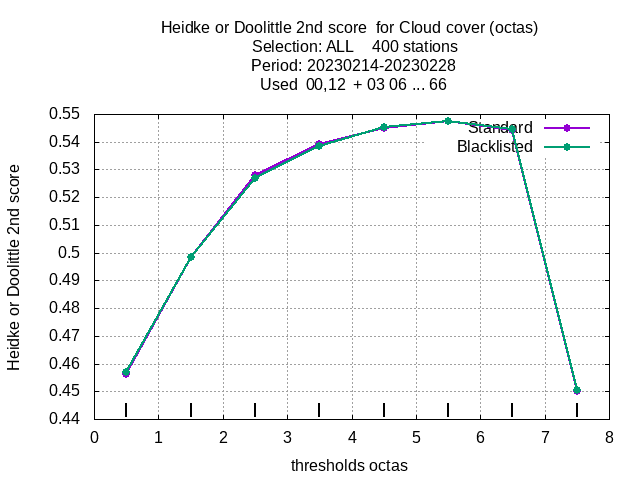 Heidke or Doolittle 2nd score  for Cloud cover (octas)
Selection: ALL    400 stations
Period: 20230214-20230228
Used  00,12  + 03 06 ... 66
Standard
Blacklisted
Heidke or Doolittle 2nd score
0.55
0.54
0.53
0.52
0.51
0.5
0.49
0.48
0.47
0.46
0.45
0.44
0 1 2 3 4 5 6 7 8
thresholds octas